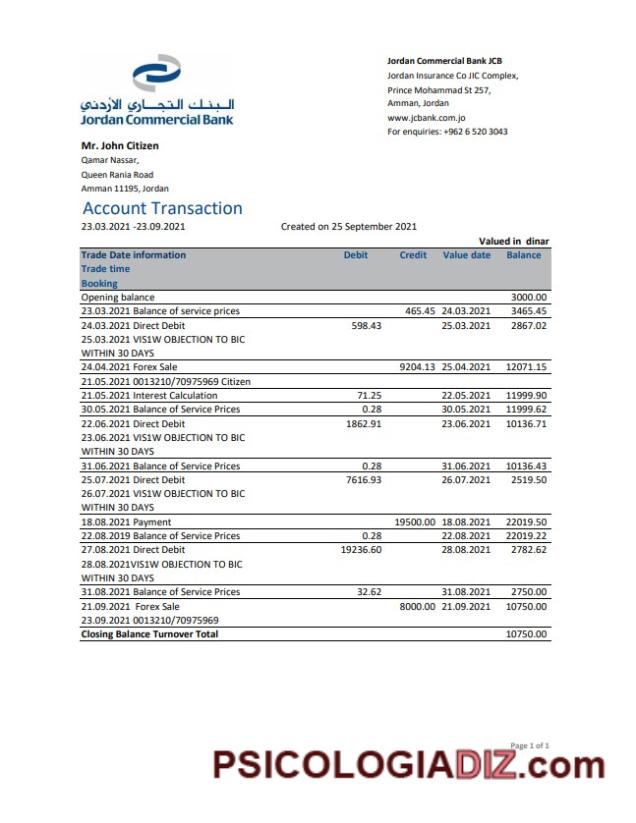 البنك التجاري الأردني
Jordan Commercial Bank
Jordan Commercial Bank JCB
Jordan Insurance Co JIC Complex,
Prince Mohammad St 257,
Amman, Jordan
www.jcbank.com.jo
For enquiries: +962 6 520 3043
Mr. John Citizen
Qamar Nassar,
Queen Rania Road
Amman 11195, Jordan
Account Transaction
23.03.2021 -23.09.2021 Created on 25 September 2021
Valued in dinar
Trade Date information Debit Credit Value date Balance
Trade time
Booking
Opening balance 3000.00
23.03.2021 Balance of service prices 465.45 24.03.2021 3465.45
24.03.2021 Direct Debit 598.43 25.03.2021 2867.02
25.03.2021 VIS1W OBJECTION TO BIC
WITHIN 30 DAYS
24.04.2021 Forex Sale 9204.13 25.04.2021 12071.15
21.05.2021 0013210/70975969 Citizen
21.05.2021 Interest Calculation 71.25 22.05.2021 11999.90
30.05.2021 Balance of Service Prices 0.28 30.05.2021 11999.62
22.06.2021 Direct Debit 1862.91 23.06.2021 10136.71
23.06.2021 VIS1W OBJECTION TO BIC
WITHIN 30 DAYS
31.06.2021 Balance of Service Prices 0.28 31.06.2021 10136.43
25.07.2021 Direct Debit 7616.93 26.07.2021 2519.50
26.07.2021 VIS1W OBJECTION TO BIC
WITHIN 30 DAYS
18.08.2021 Payment 19500.00 18.08.2021 22019.50
22.08.2019 Balance of Service Prices 0.28 22.08.2021 22019.22
27.08.2021 Direct Debit 19236.60 28.08.2021 2782.62
28.08.2021VIS1W OBJECTION TO BIC
WITHIN 30 DAYS
31.08.2021 Balance of Service Prices 32.62 31.08.2021 2750.00
21.09.2021 Forex Sale 8000.00 21.09.2021 10750.00
23.09.2021 0013210/70975969
Closing Balance Turnover Total 10750.00
Page 1 of 1
PSICOLOGIADIZ.com